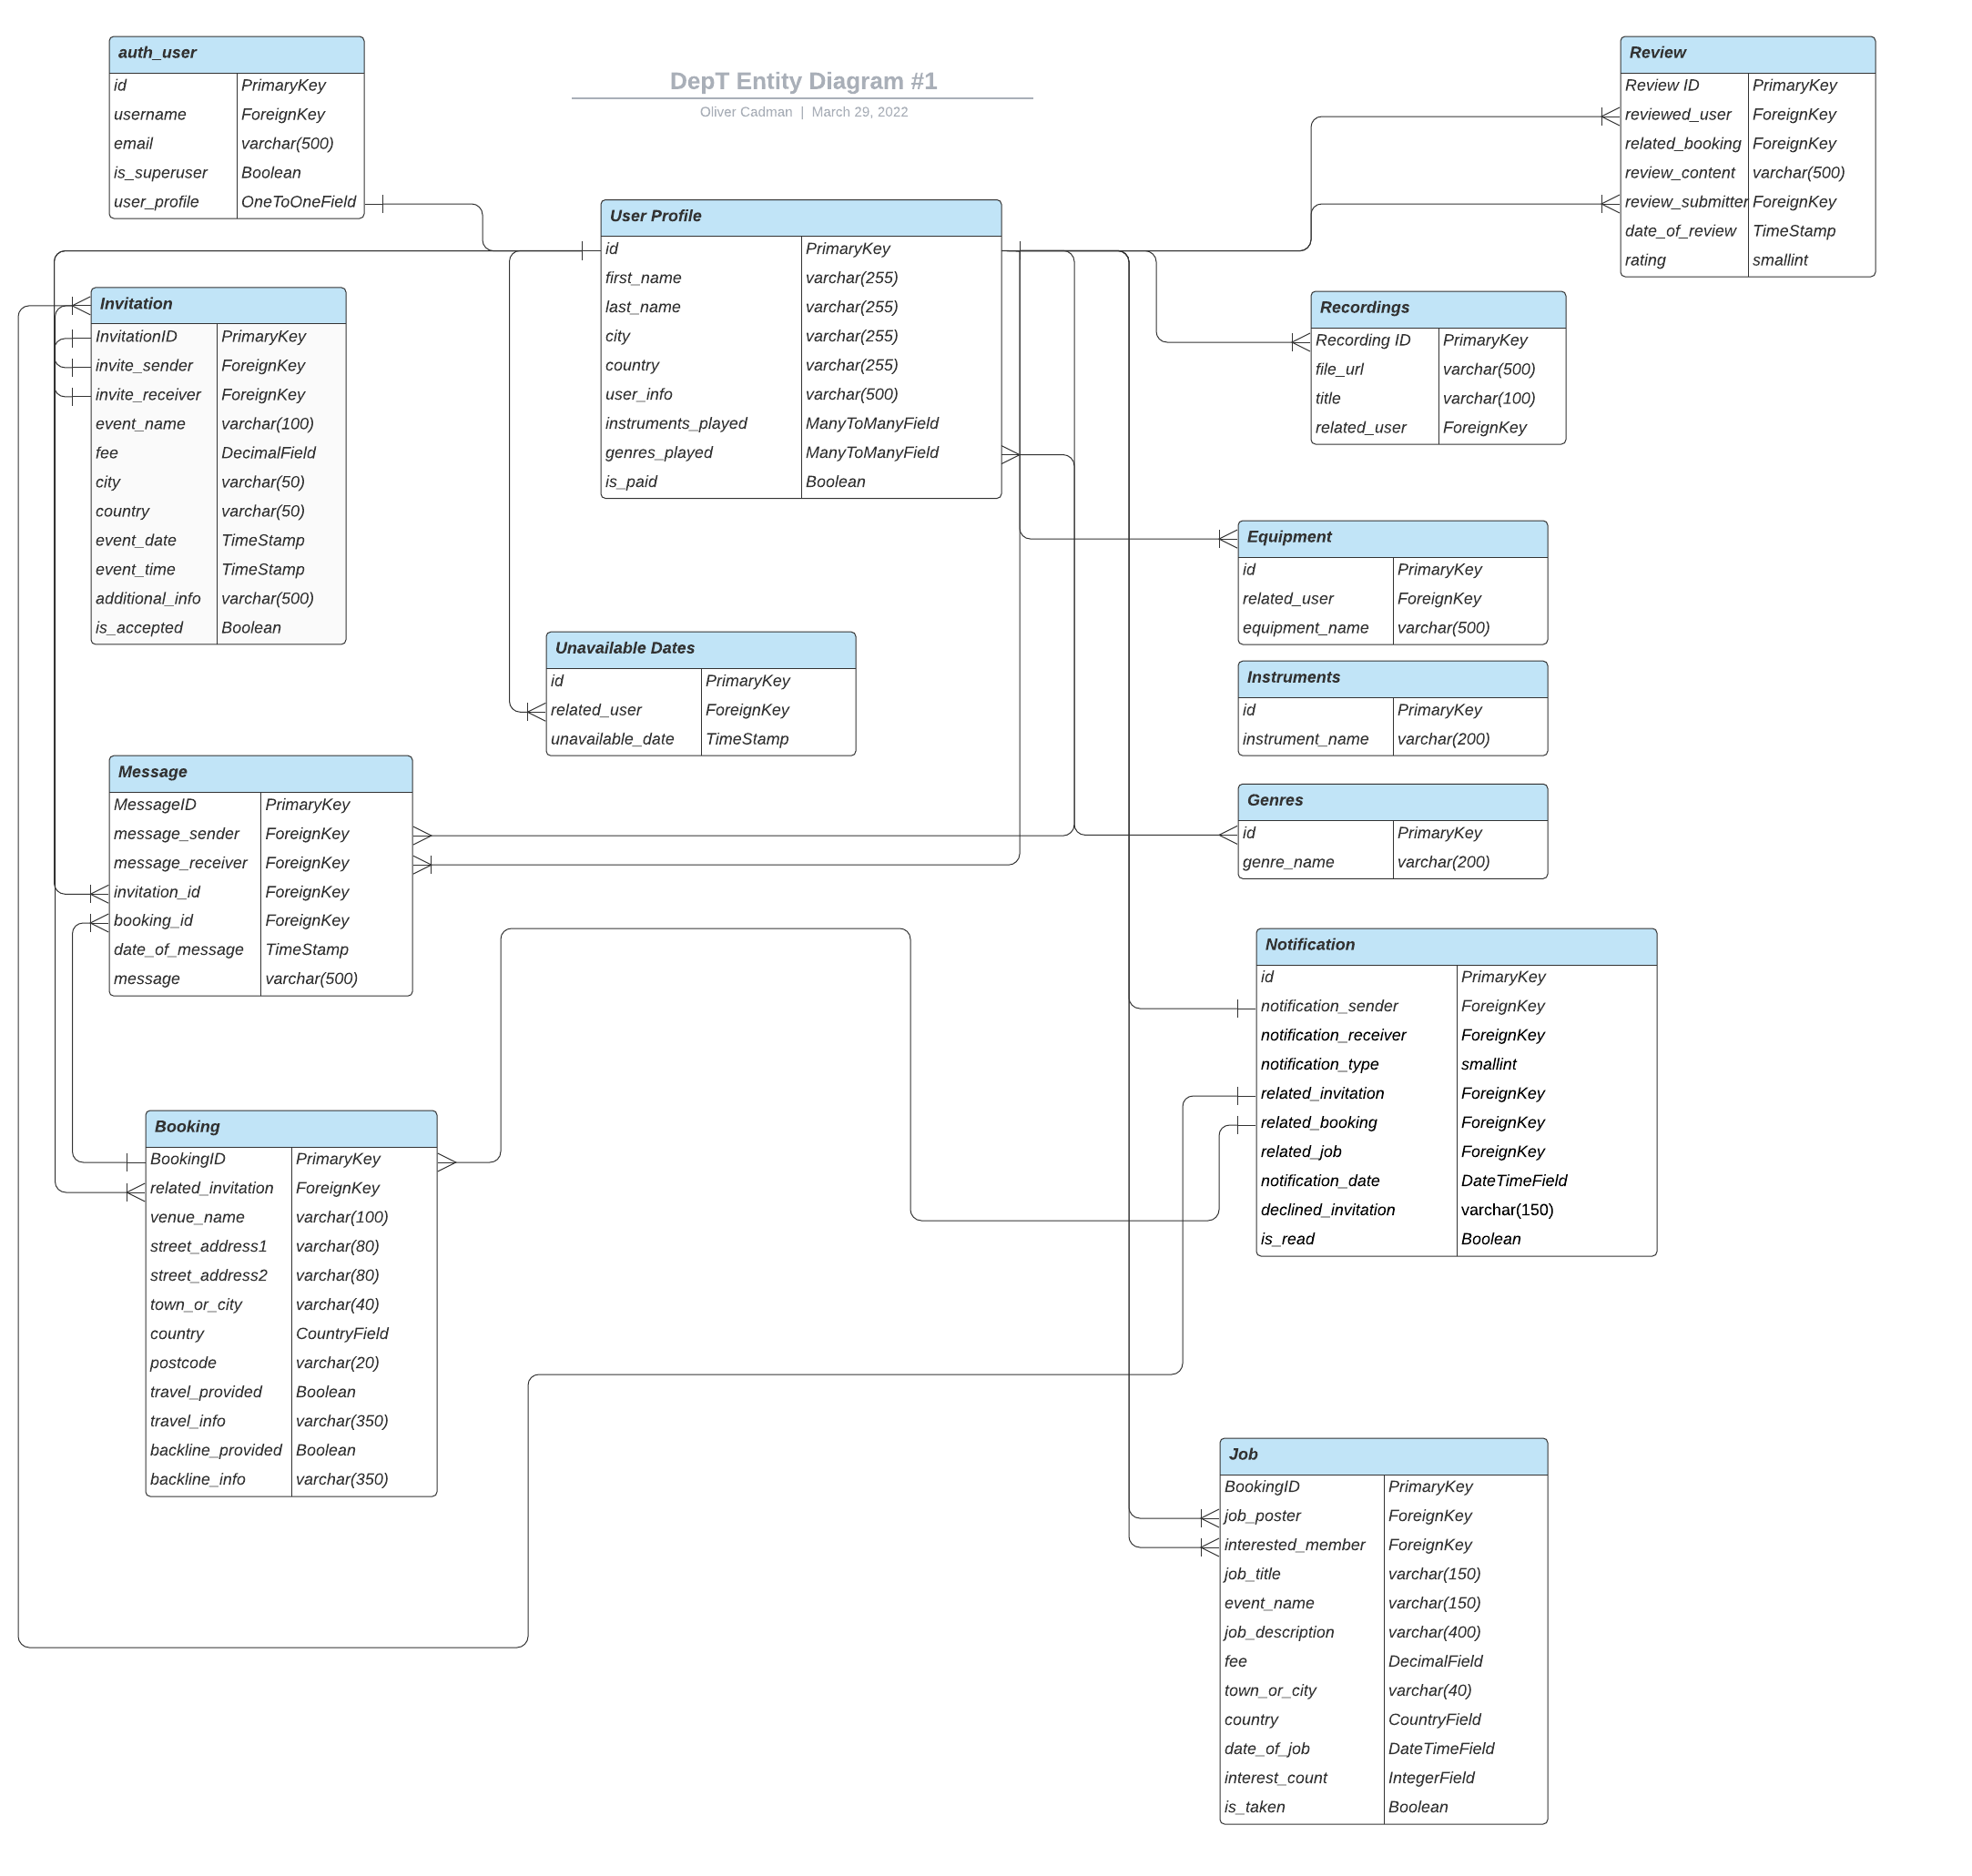 DepT Entity Diagram #1
Oliver Cadman | March 29, 2022
auth_user
id PrimaryKey
username ForeignKey
email varchar(500)
is_superuser Boolean
user_profile OneToOneField
User Profile
id PrimaryKey
first_name varchar(255)
last_name varchar(255)
city varchar(255)
country varchar(255)
user_info varchar(500)
instruments_played ManyToManyField
genres_played ManyToManyField
is_paid Boolean
Review
Review ID PrimaryKey
reviewed_user ForeignKey
related_booking ForeignKey
review_content varchar(500)
review_submitter ForeignKey
date_of_review TimeStamp
rating smallint
Invitation
InvitationID PrimaryKey
invite_sender ForeignKey
invite_receiver ForeignKey
event_name varchar(100)
fee DecimalField
city varchar(50)
country varchar(50)
event_date TimeStamp
event_time TimeStamp
additional_info varchar(500)
is_accepted Boolean
Recordings
Recording ID PrimaryKey
file_url varchar(500)
title varchar(100)
related_user ForeignKey
Equipment
id PrimaryKey
related_user ForeignKey
equipment_name varchar(500)
Unavailable Dates
id PrimaryKey
related_user ForeignKey
unavailable_date TimeStamp
Instruments
id PrimaryKey
instrument_name varchar(200)
Message
MessageID PrimaryKey
message_sender ForeignKey
message_receiver ForeignKey
invitation_id ForeignKey
booking_id ForeignKey
date_of_message TimeStamp
message varchar(500)
Genres
id PrimaryKey
genre_name varchar(200)
Notification
id PrimaryKey
notification_sender ForeignKey
notification_receiver ForeignKey
notification_type smallint
related_invitation ForeignKey
related_booking ForeignKey
related_job ForeignKey
notification_date DateTimeField
declined_invitation varchar(150)
is_read Boolean
Booking
BookingID PrimaryKey
related_invitation ForeignKey
venue_name varchar(100)
street_address1 varchar(80)
street_address2 varchar(80)
town_or_city varchar(40)
country CountryField
postcode varchar(20)
travel_provided Boolean
travel_info varchar(350)
backline_provided Boolean
backline_info varchar(350)
Job
BookingID PrimaryKey
job_poster ForeignKey
interested_member ForeignKey
job_title varchar(150)
event_name varchar(150)
job_description varchar(400)
fee DecimalField
town_or_city varchar(40)
country CountryField
date_of_job DateTimeField
interest_count IntegerField
is_taken Boolean